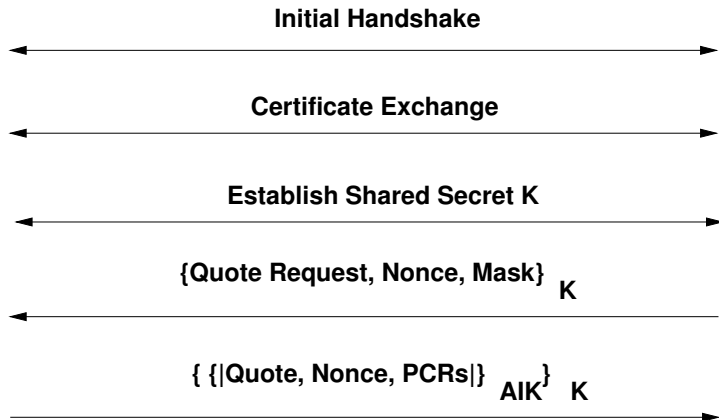 Initial Handshake
Certificate Exchange
Establish Shared Secret K
{Quote Request, Nonce, Mask} K
{ {|Quote, Nonce, PCRs|} AIK } K